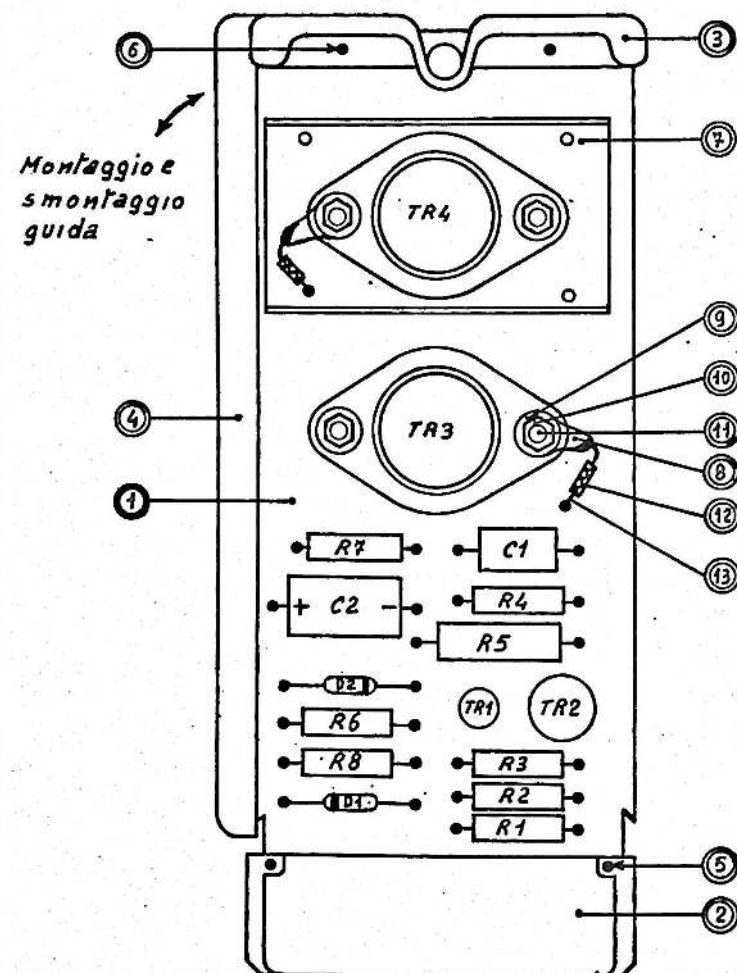 6
3
Montaggio e
smontaggio
guida
7
TR4
9
10
4
TR3
11
8
1
12
13
R7
C1
+ C2 -
R4
R5
D2
TR1
TR2
R6
R8
R3
R2
D1
R1
5
2